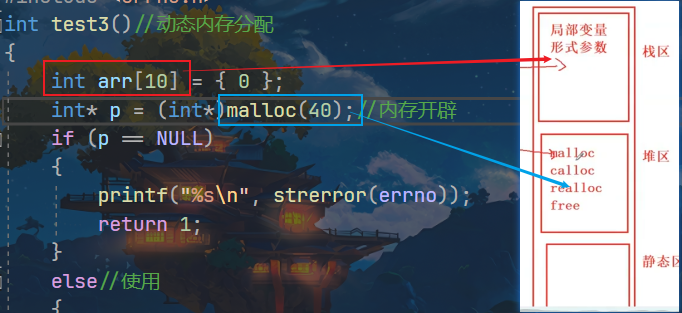 int test3()//动态内存分配
{
int arr[10] = { 0 };
int* p = (int*)malloc(40);//内存开辟
if (p == NULL)
{
printf("%s\n", strerror(errno));
return 1;
}
else//使用
{
局部变量
形式参数
栈区
malloc
calloc
realloc
free
堆区
静态区